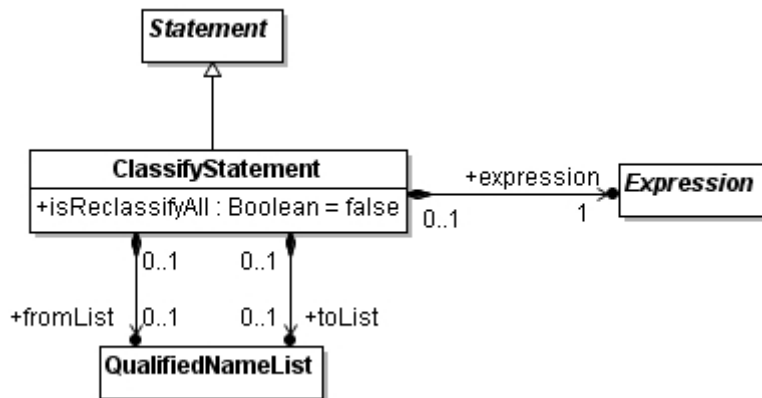 Statement
ClassifyStatement
+isReclassifyAll : Boolean = false
+expression
Expression
0..1
1
0..1
0..1
+fromList
0..1
0..1
+toList
QualifiedNameList